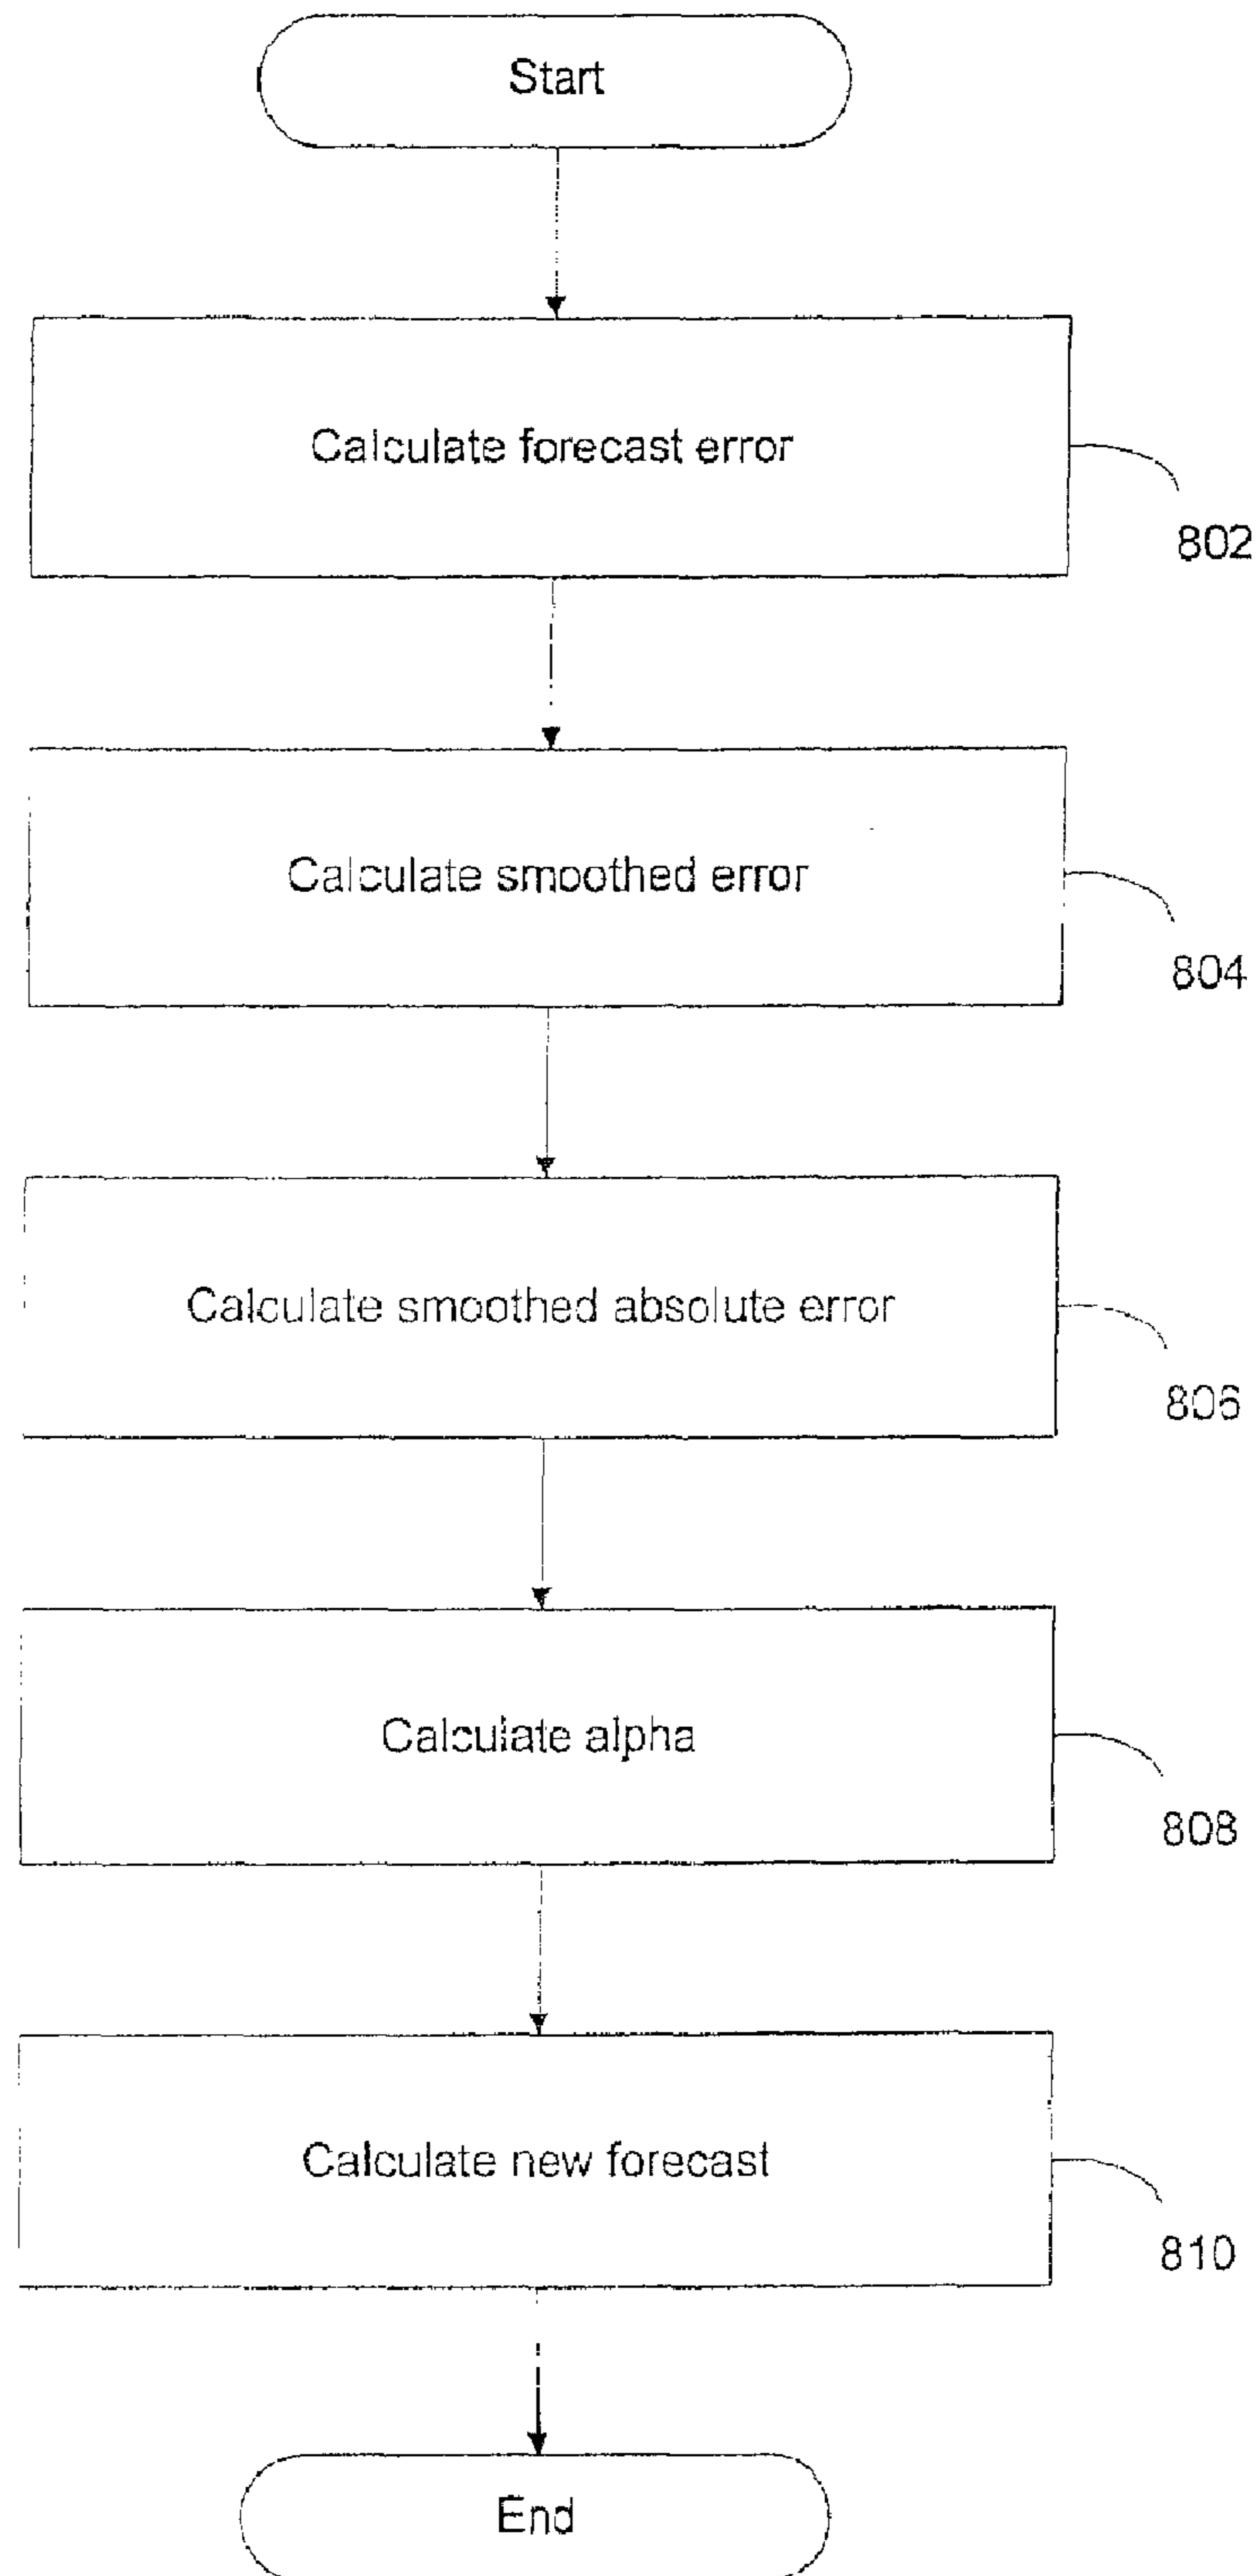 Start
Calculate forecast error
802
Calculate smoothed error
804
Calculate smoothed absolute error
806
Calculate alpha
808
Calculate new forecast
810
End